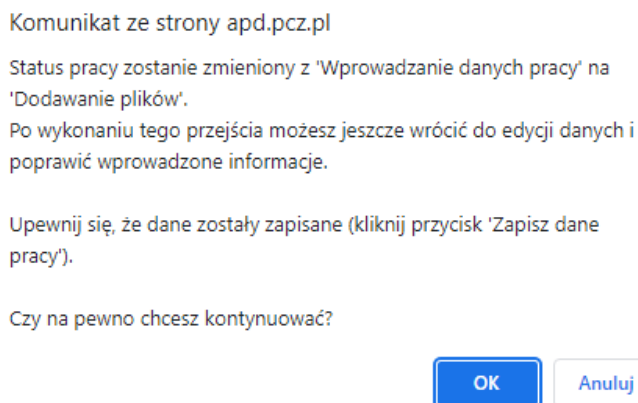 Komunikat ze strony apd.pcz.pl
Status pracy zostanie zmieniony z 'Wprowadzanie danych pracy' na
'Dodawanie plików'.
Po wykonaniu tego przejścia możesz jeszcze wrócić do edycji danych i
poprawić wprowadzone informacje.
Upewnij się, że dane zostały zapisane (kliknij przycisk 'Zapisz dane
pracy').
Czy na pewno chcesz kontynuować?
OK Anuluj